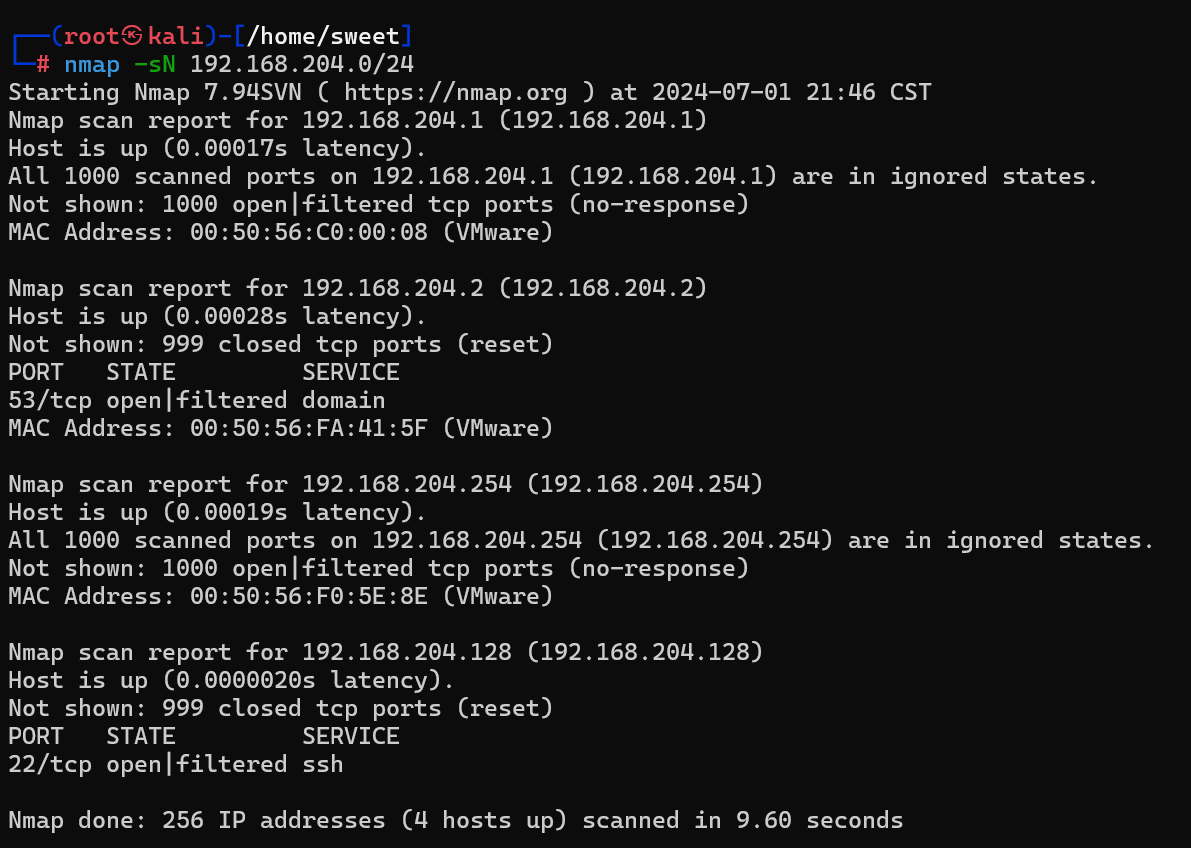 ┌──(root㉿kali)-[/home/sweet]
└─# nmap -sN 192.168.204.0/24
Starting Nmap 7.94SVN ( https://nmap.org ) at 2024-07-01 21:46 CST
Nmap scan report for 192.168.204.1 (192.168.204.1)
Host is up (0.00017s latency).
All 1000 scanned ports on 192.168.204.1 (192.168.204.1) are in ignored states.
Not shown: 1000 open|filtered tcp ports (no-response)
MAC Address: 00:50:56:C0:00:08 (VMware)

Nmap scan report for 192.168.204.2 (192.168.204.2)
Host is up (0.00028s latency).
Not shown: 999 closed tcp ports (reset)
PORT   STATE         SERVICE
53/tcp open|filtered domain
MAC Address: 00:50:56:FA:41:5F (VMware)

Nmap scan report for 192.168.204.254 (192.168.204.254)
Host is up (0.00019s latency).
All 1000 scanned ports on 192.168.204.254 (192.168.204.254) are in ignored states.
Not shown: 1000 open|filtered tcp ports (no-response)
MAC Address: 00:50:56:F0:5E:8E (VMware)

Nmap scan report for 192.168.204.128 (192.168.204.128)
Host is up (0.0000020s latency).
Not shown: 999 closed tcp ports (reset)
PORT   STATE         SERVICE
22/tcp open|filtered ssh

Nmap done: 256 IP addresses (4 hosts up) scanned in 9.60 seconds